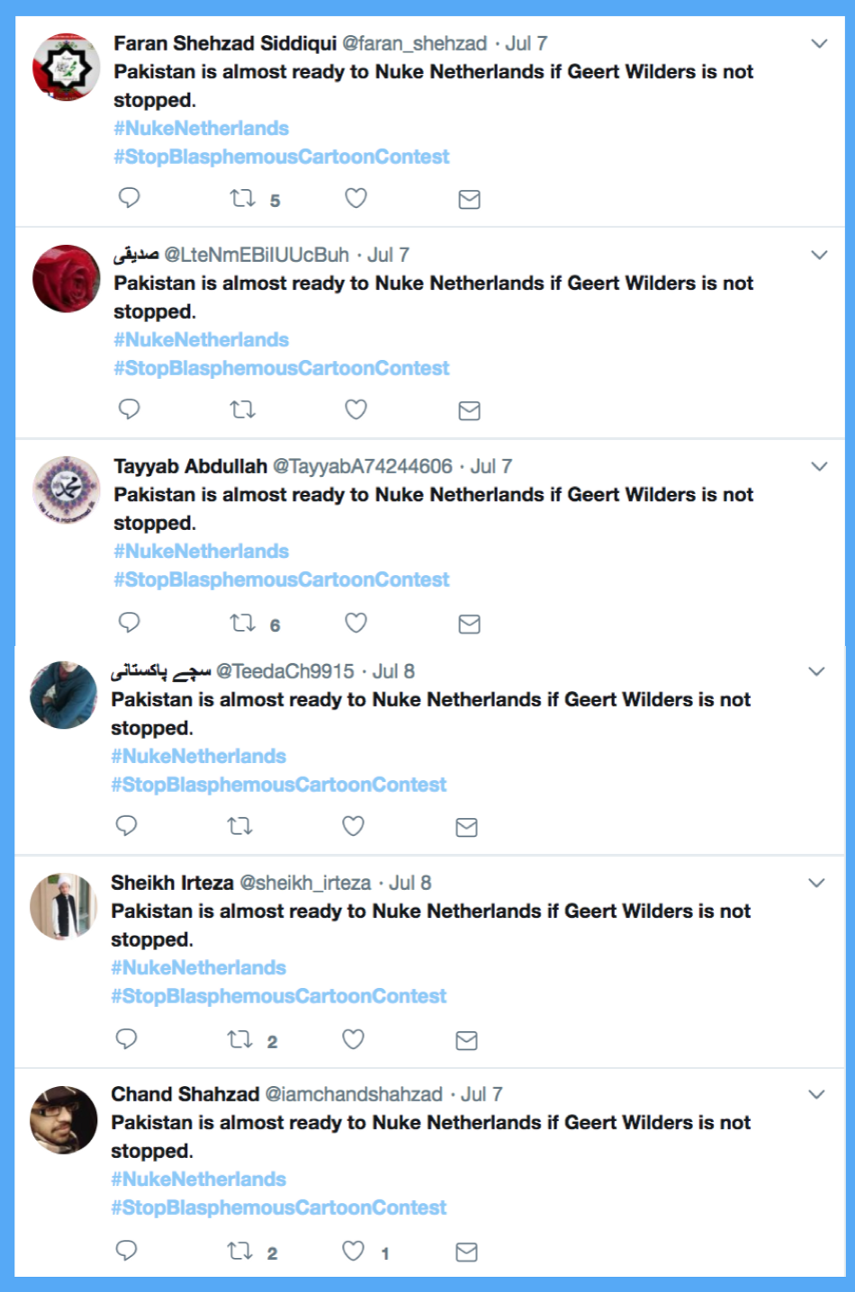 Faran Shehzad Siddiqui @faran_shehzad · Jul 7
Pakistan is almost ready to Nuke Netherlands if Geert Wilders is not
stopped.
#NukeNetherlands
#StopBlasphemousCartoonContest
5
صدیقی @LteNmEBiIUUcBuh · Jul 7
Pakistan is almost ready to Nuke Netherlands if Geert Wilders is not
stopped.
#NukeNetherlands
#StopBlasphemousCartoonContest
Tayyab Abdullah @TayyabA74244606 · Jul 7
Pakistan is almost ready to Nuke Netherlands if Geert Wilders is not
stopped.
#NukeNetherlands
#StopBlasphemousCartoonContest
6
سچے پاکستانی @TeedaCh9915 · Jul 8
Pakistan is almost ready to Nuke Netherlands if Geert Wilders is not
stopped.
#NukeNetherlands
#StopBlasphemousCartoonContest
Sheikh Irteza @sheikh_irteza · Jul 8
Pakistan is almost ready to Nuke Netherlands if Geert Wilders is not
stopped.
#NukeNetherlands
#StopBlasphemousCartoonContest
2
Chand Shahzad @iamchandshahzad · Jul 7
Pakistan is almost ready to Nuke Netherlands if Geert Wilders is not
stopped.
#NukeNetherlands
#StopBlasphemousCartoonContest
2 1